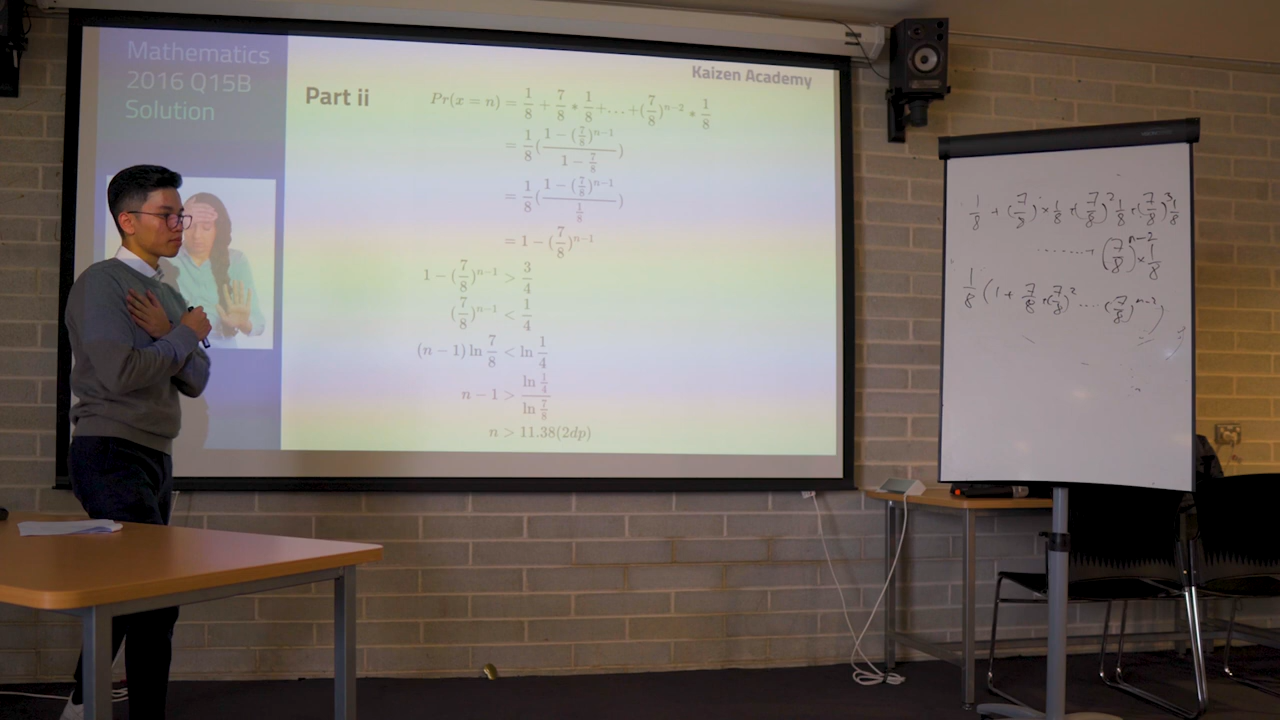 Mathematics
2016 Q15B
Solution
Kaizen Academy
Part ii
Pr(x = n) = 1/8 + 7/8 * 1/8 + … + (7/8)^{n−2} * 1/8
= 1/8((1 − (7/8)^{n−1})/(1 − 7/8))
= 1/8((1 − (7/8)^{n−1})/(1/8))
= 1 − (7/8)^{n−1}
1 − (7/8)^{n−1} > 3/4
(7/8)^{n−1} < 1/4
(n − 1) ln 7/8 < ln 1/4
n − 1 > (ln 1/4)/(ln 7/8)
n > 11.38(2dp)
1/8 + (7/8) × 1/8 + (7/8)^2 1/8 + (7/8)^3 1/8
....... + (7/8)^{n−2} × 1/8
1/8 (1 + 7/8 + (7/8)^2 .... (7/8)^{n−2})